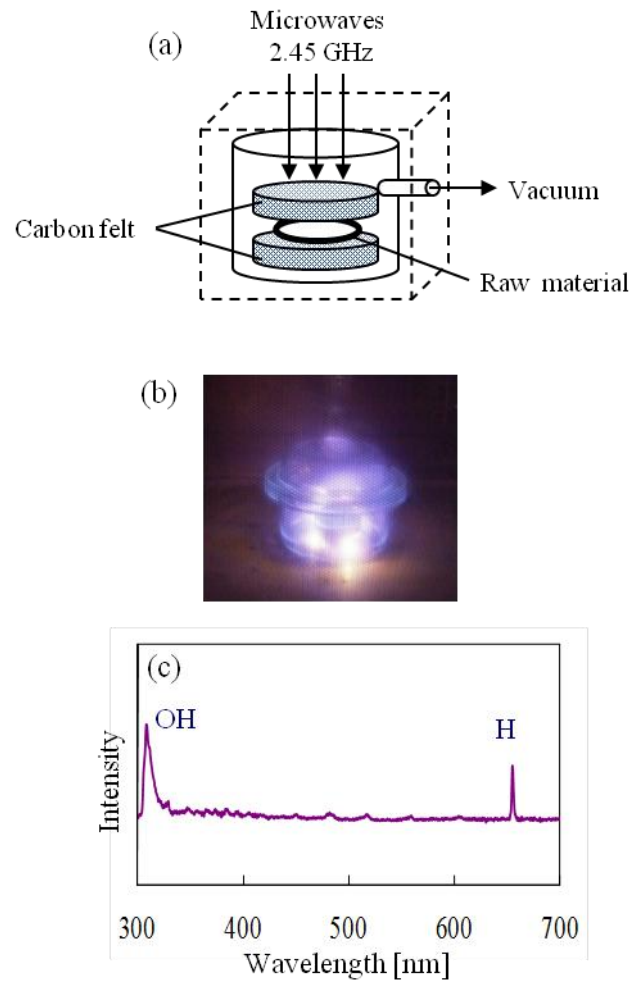 (a)
Microwaves
2.45 GHz
Vacuum
Carbon felt
Raw material
(b)
(c)
OH
H
Intensity
300 400 500 600 700
Wavelength [nm]